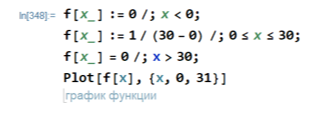 In[348]:= f[x_] := 0 /; x < 0;
f[x_] := 1 / (30 - 0) /; 0 ≤ x ≤ 30;
f[x_] = 0 /; x > 30;
Plot[f[x], {x, 0, 31}]
график функции